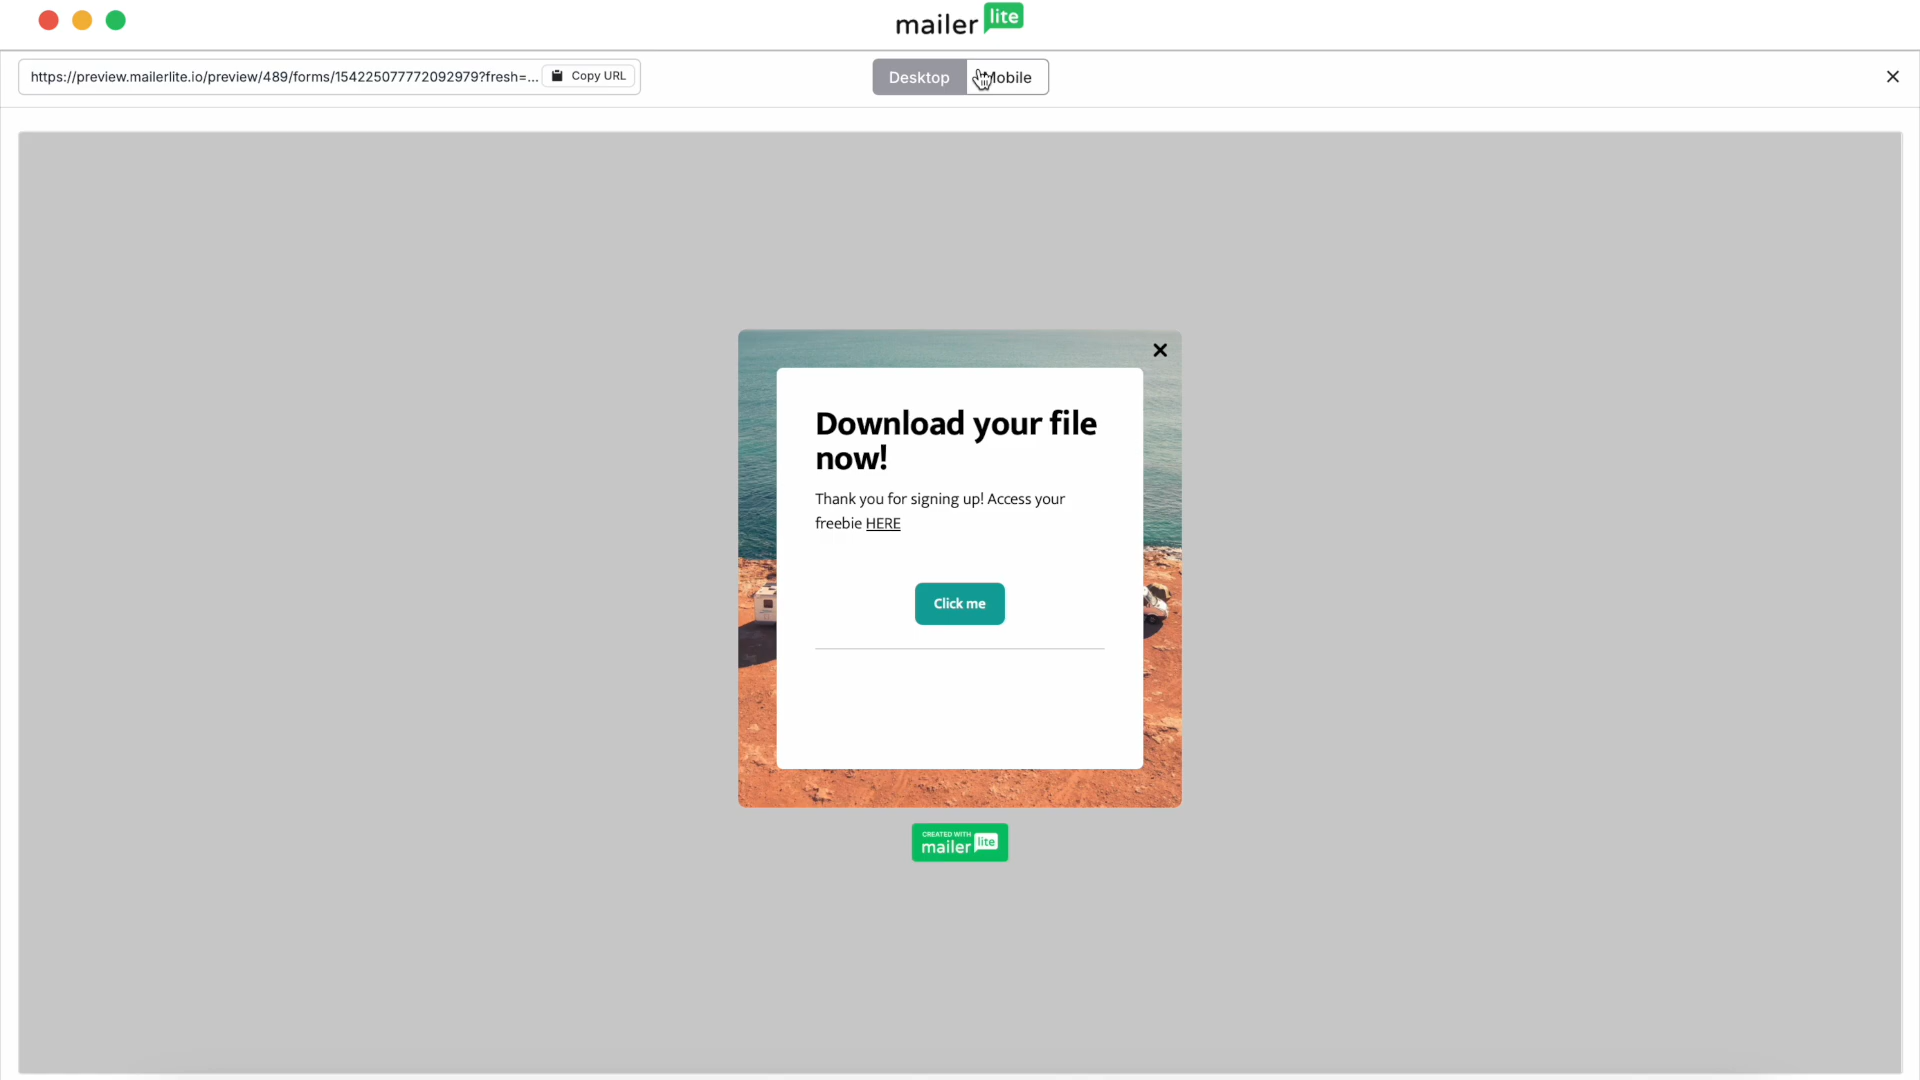 mailer lite
https://preview.mailerlite.io/preview/489/forms/154225077772092979?fresh=...
Copy URL
Desktop
Mobile
Download your file
now!
Thank you for signing up! Access your
freebie HERE
Click me
CREATED WITH
mailer lite